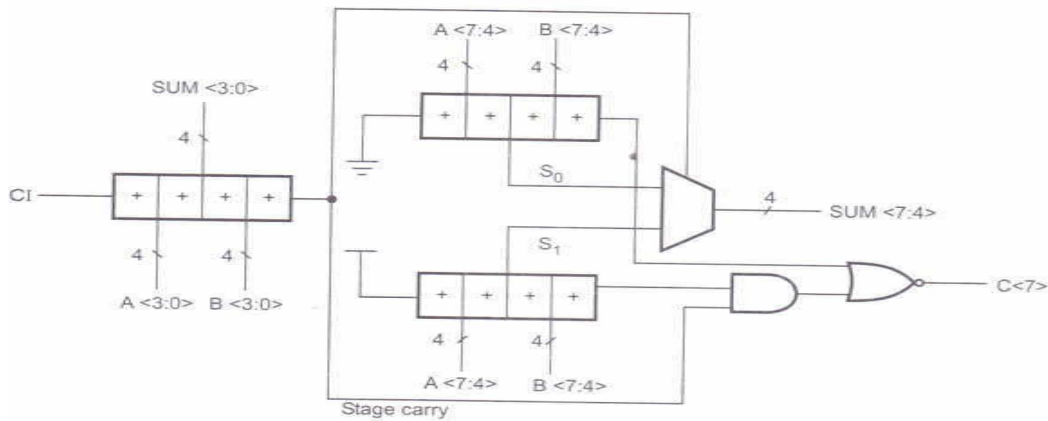 A <7:4> B <7:4>
4 4
SUM <3:0>
+ + + +
4
S0
4
CI
+ + + +
SUM <7:4>
S1
4 4
+ + + +
C<7>
A <3:0> B <3:0>
4 4
A <7:4> B <7:4>
Stage carry